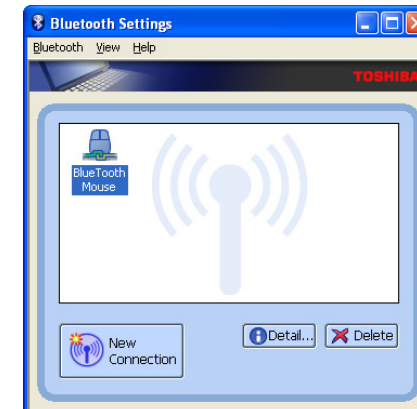 Bluetooth Settings
Bluetooth View Help
TOSHIBA
BlueTooth
Mouse
New
Connection
Detail...
Delete